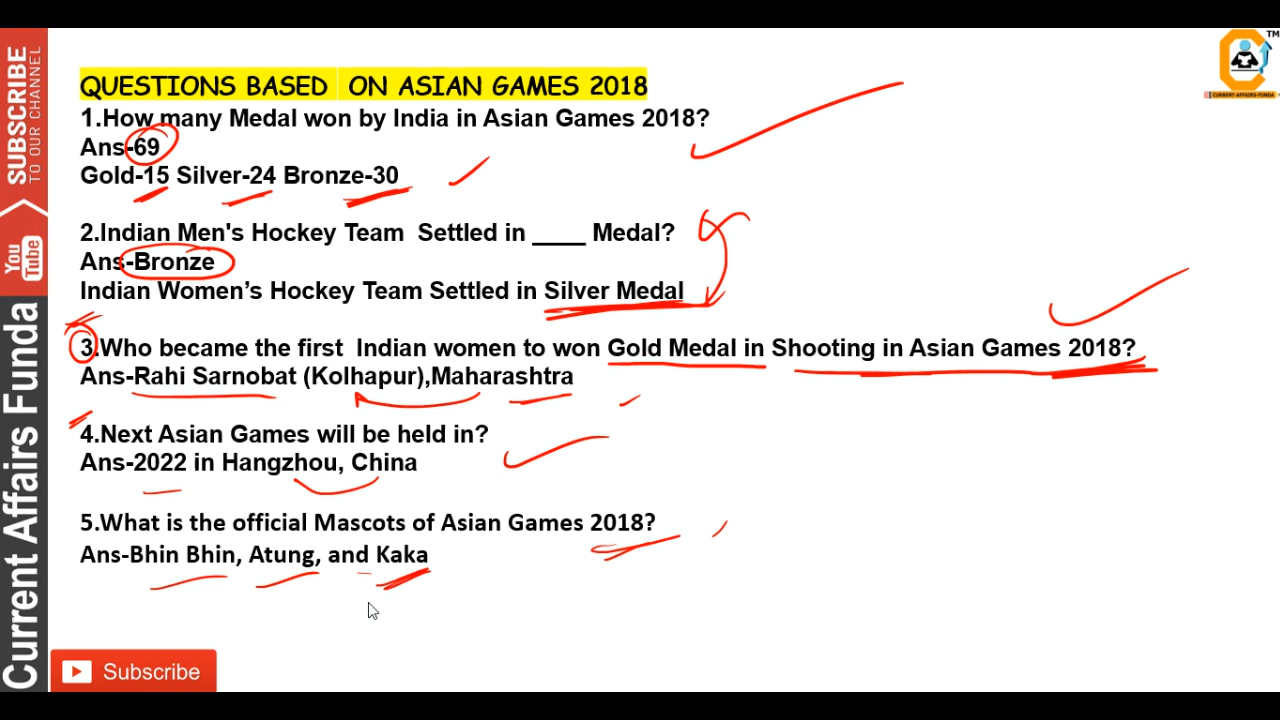 SUBSCRIBE
TO OUR CHANNEL
You
Tube
Current Affairs Funda
TM
CURRENT-AFFAIRS-FUNDA
QUESTIONS BASED ON ASIAN GAMES 2018
1.How many Medal won by India in Asian Games 2018?
Ans-69
Gold-15 Silver-24 Bronze-30
2.Indian Men's Hockey Team Settled in ____ Medal?
Ans-Bronze
Indian Women’s Hockey Team Settled in Silver Medal
3.Who became the first Indian women to won Gold Medal in Shooting in Asian Games 2018?
Ans-Rahi Sarnobat (Kolhapur),Maharashtra
4.Next Asian Games will be held in?
Ans-2022 in Hangzhou, China
5.What is the official Mascots of Asian Games 2018?
Ans-Bhin Bhin, Atung, and Kaka
Subscribe